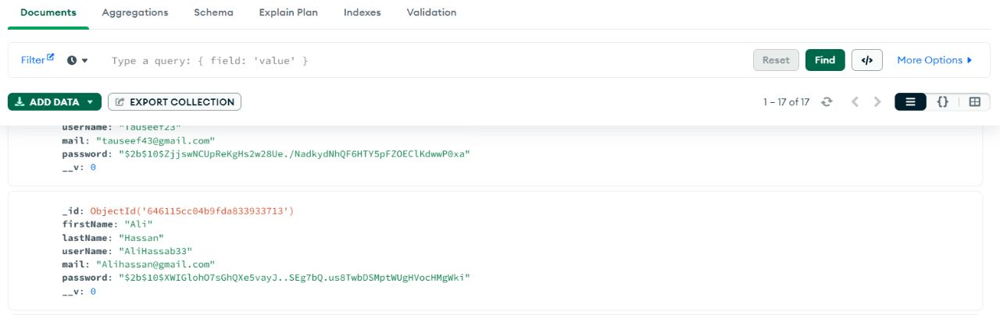 Documents Aggregations Schema Explain Plan Indexes Validation
Filter Type a query: { field: 'value' } Reset Find </> More Options
ADD DATA EXPORT COLLECTION 1 – 17 of 17 {}
userName: "Tauseef23"
mail: "tauseef43@gmail.com"
password: "$2b$10$ZjjswNCUpReKgHs2w28Ue./NadkydNhQF6HTY5pFZOEClKdwwP0xa"
__v: 0
_id: ObjectId('646115cc04b9fda833933713')
firstName: "Ali"
lastName: "Hassan"
userName: "AliHassab33"
mail: "Alihassan@gmail.com"
password: "$2b$10$XWIGlohO7sGhQXe5vayJ..SEg7bQ.us8TwbDSMptWUgHVocHMgWki"
__v: 0